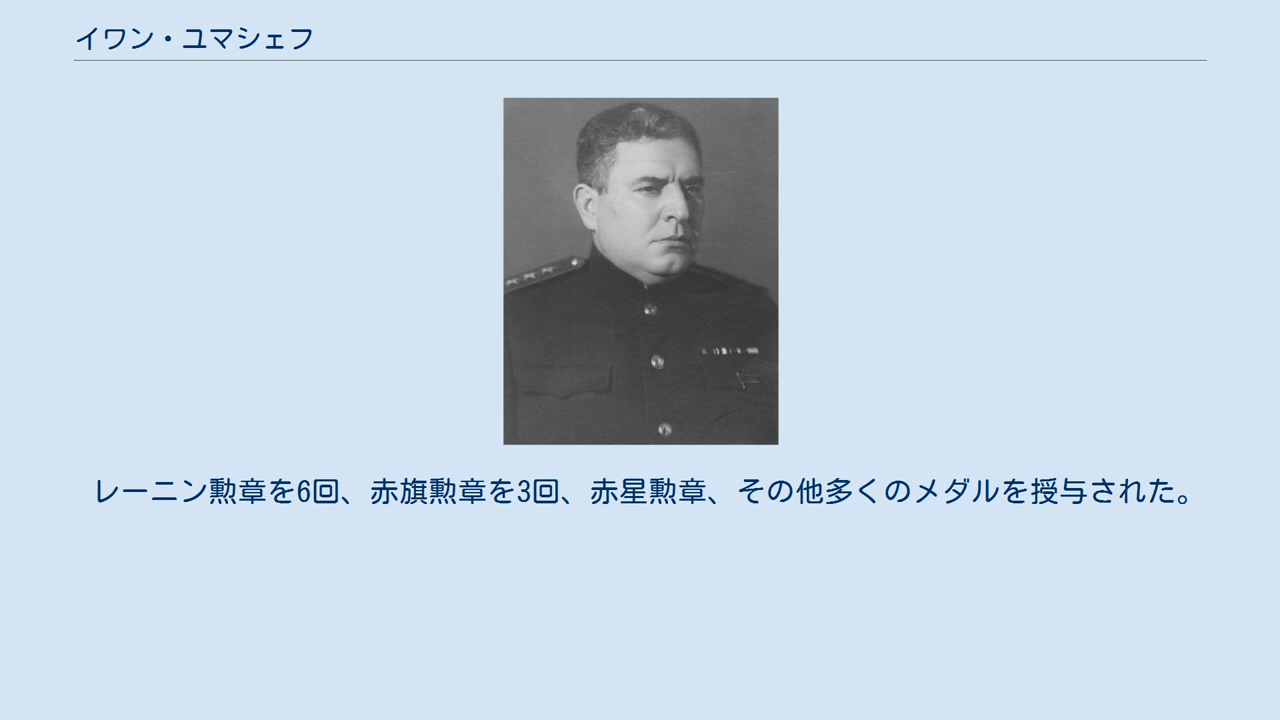 イワン・ユマシェフ
レーニン勲章を6回、赤旗勲章を3回、赤星勲章、その他多くのメダルを授与された。